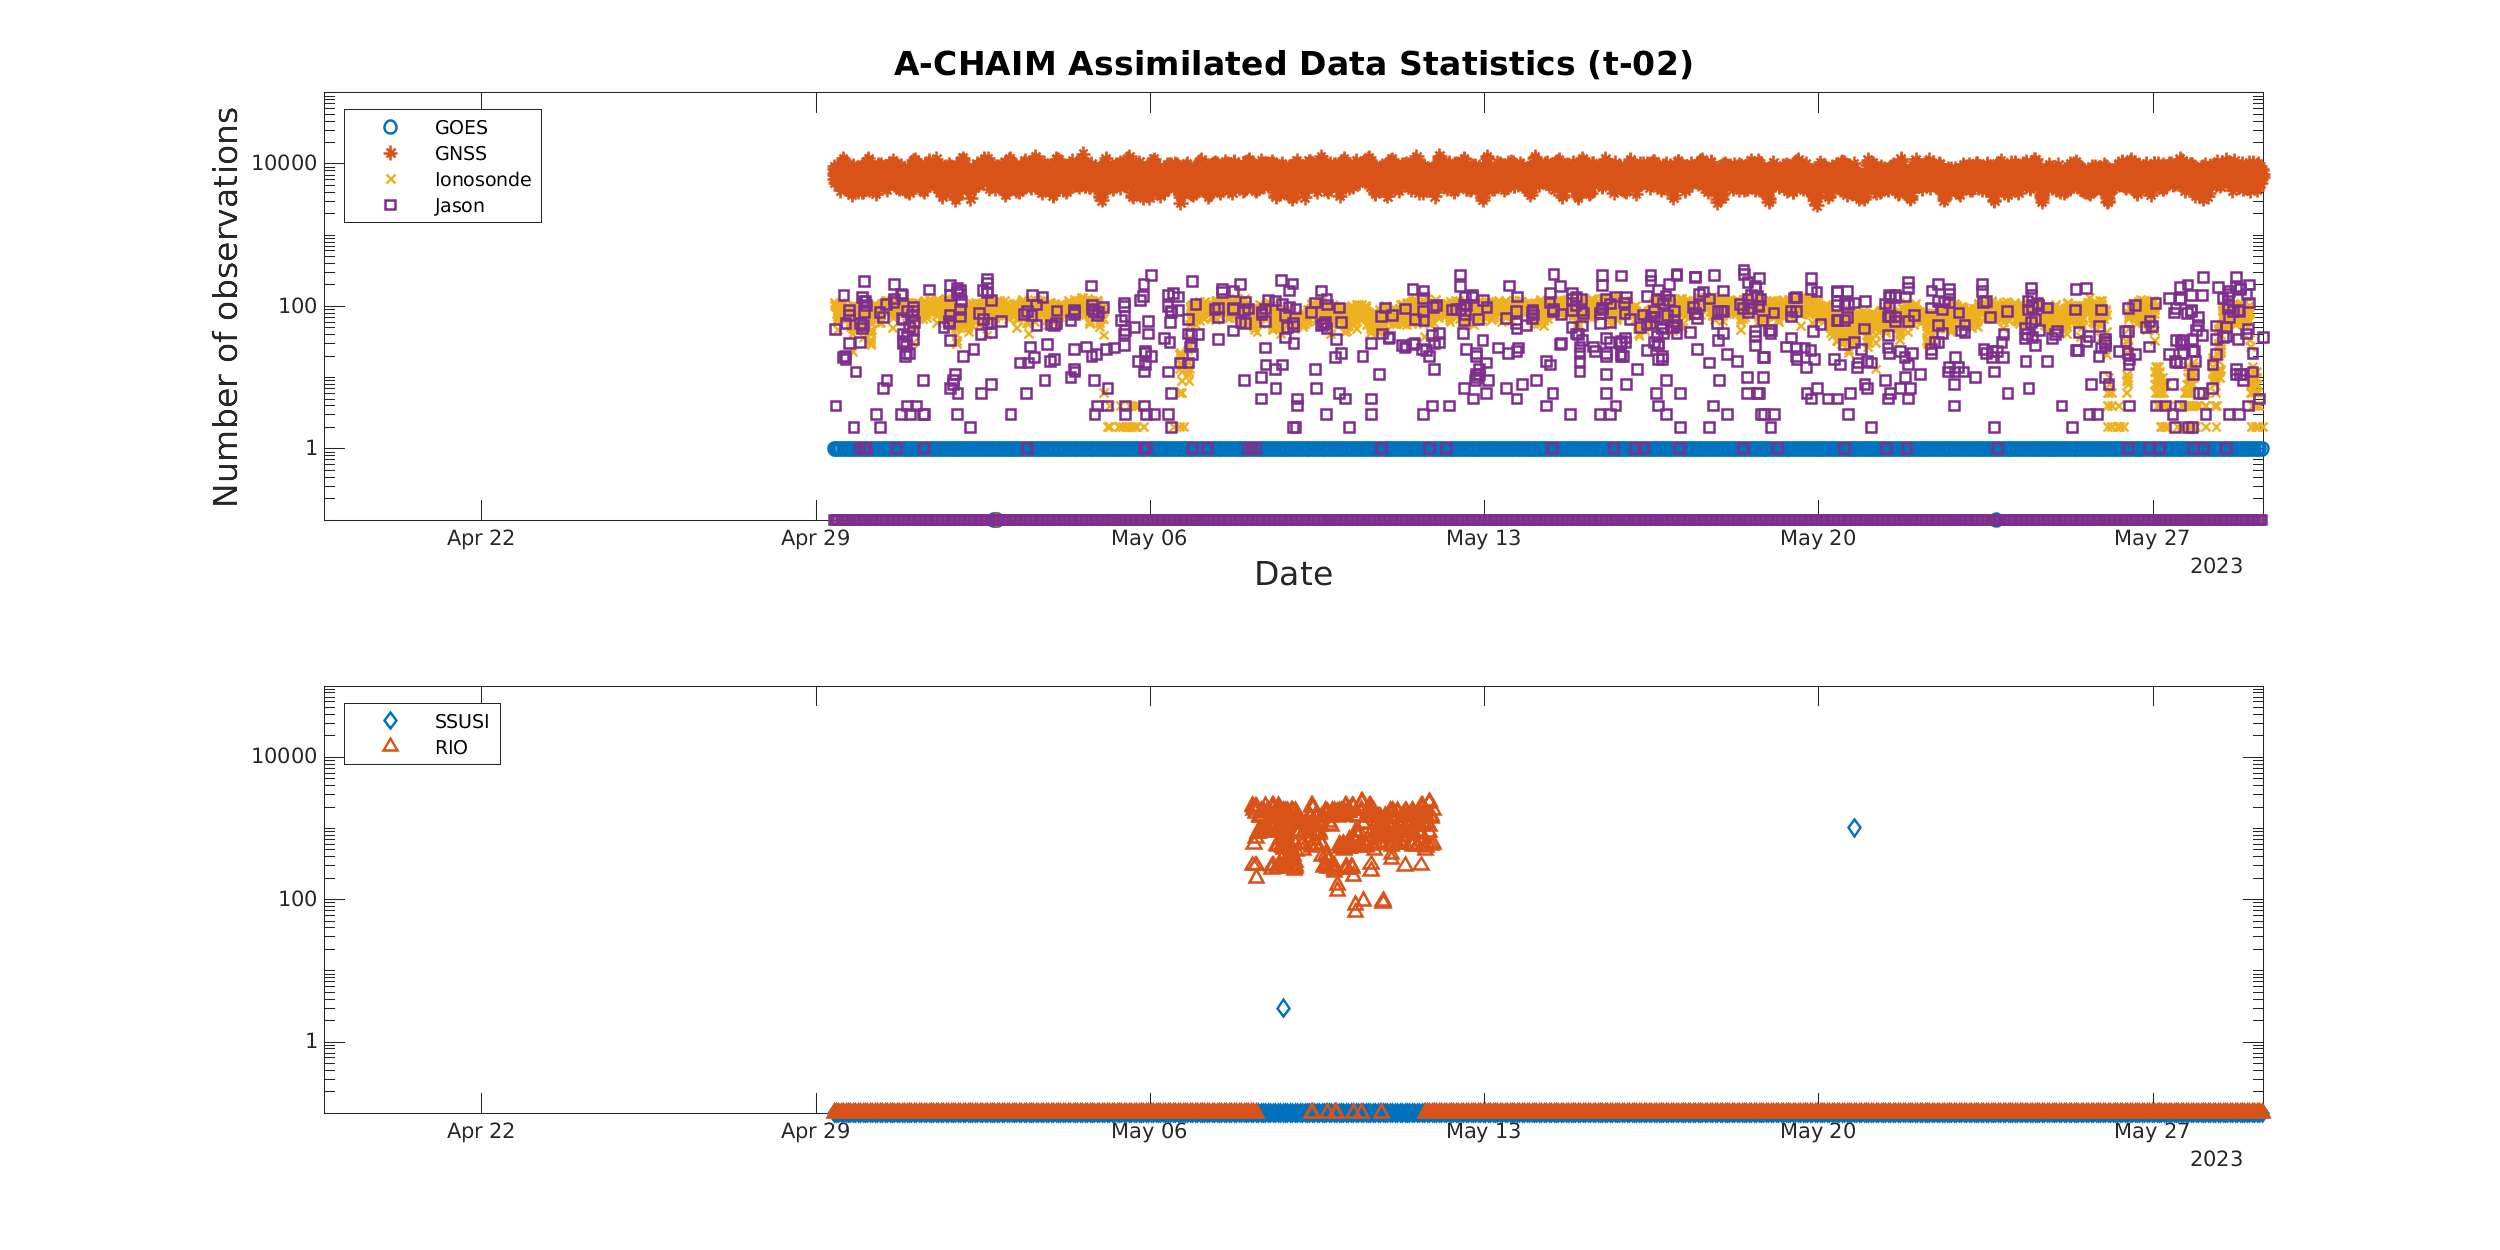 A-CHAIM Assimilated Data Statistics (t-02)
Number of observations
10000
100
1
GOES
GNSS
Ionosonde
Jason
Apr 22
Apr 29
May 06
May 13
May 20
May 27
2023
Date
10000
100
1
SSUSI
RIO
Apr 22
Apr 29
May 06
May 13
May 20
May 27
2023